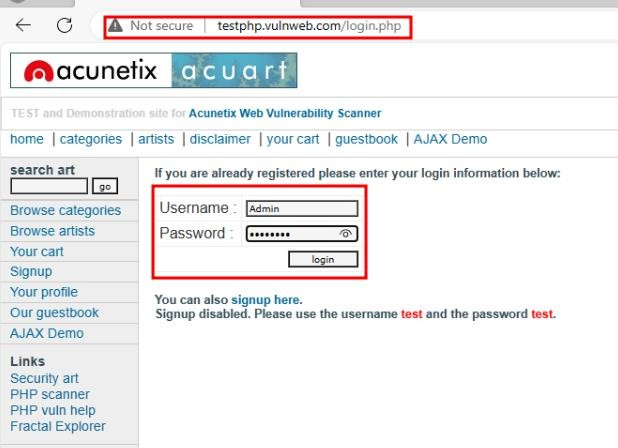 Not secure testphp.vulnweb.com/login.php
acunetix acuart
TEST and Demonstration site for Acunetix Web Vulnerability Scanner
home | categories | artists | disclaimer | your cart | guestbook | AJAX Demo
search art
go
Browse categories
Browse artists
Your cart
Signup
Your profile
Our guestbook
AJAX Demo
Links
Security art
PHP scanner
PHP vuln help
Fractal Explorer
If you are already registered please enter your login information below:
Username : Admin
Password : ••••••••
login
You can also signup here.
Signup disabled. Please use the username test and the password test.